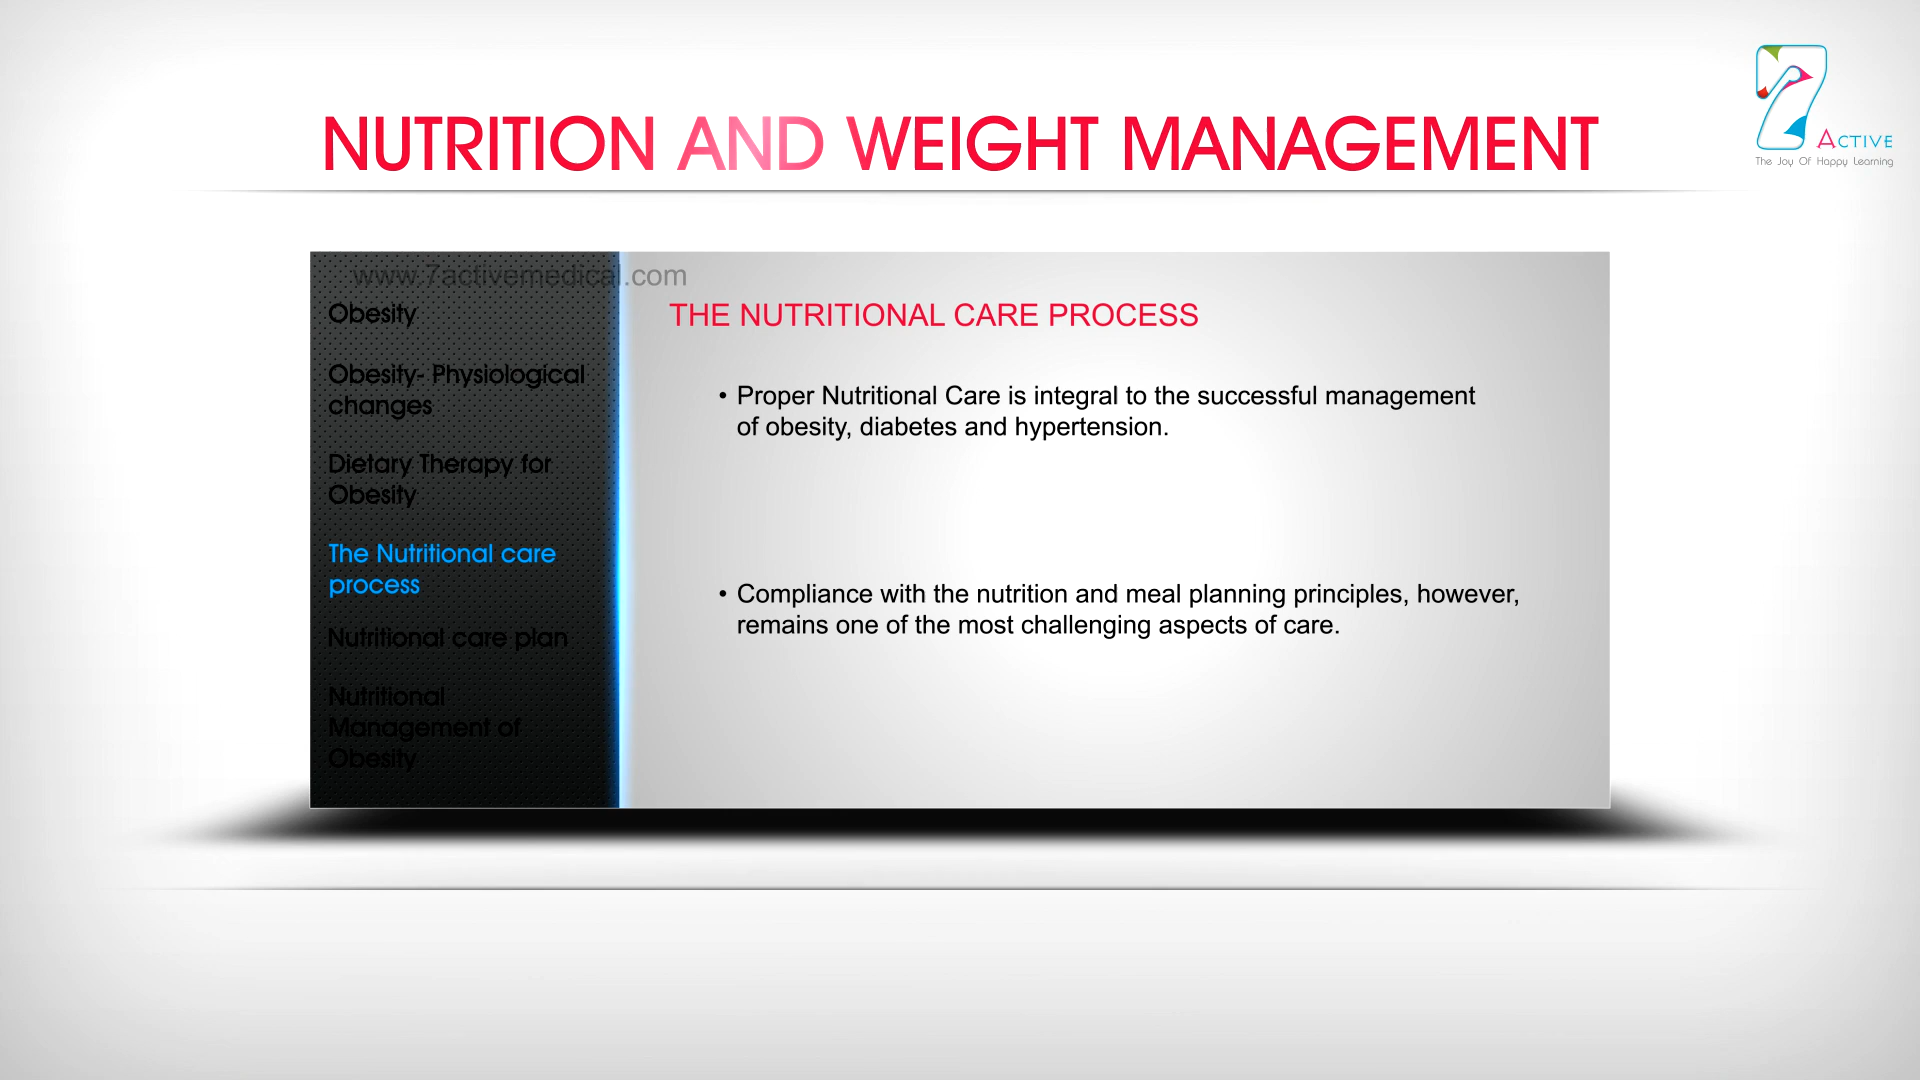 NUTRITION AND WEIGHT MANAGEMENT
7
ACTIVE
The Joy Of Happy Learning
www.7activemedical.com
Obesity
Obesity- Physiological
changes
Dietary Therapy for
Obesity
The Nutritional care
process
Nutritional care plan
Nutritional
Management of
Obesity
THE NUTRITIONAL CARE PROCESS
• Proper Nutritional Care is integral to the successful management
of obesity, diabetes and hypertension.
• Compliance with the nutrition and meal planning principles, however,
remains one of the most challenging aspects of care.